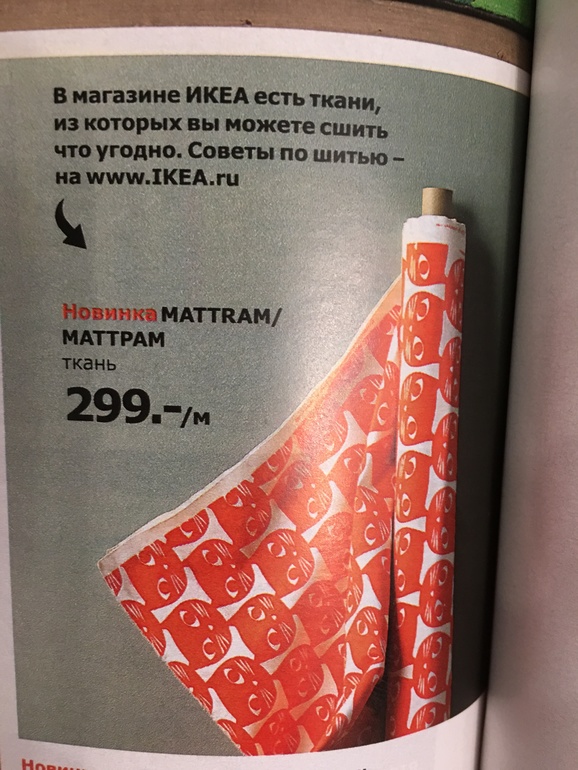 В магазине ИКЕА есть ткани,
из которых вы можете сшить
что угодно. Советы по шитью –
на www.IKEA.ru
Новинка MATTRAM/
МАТТРАМ
ткань
299.–/м